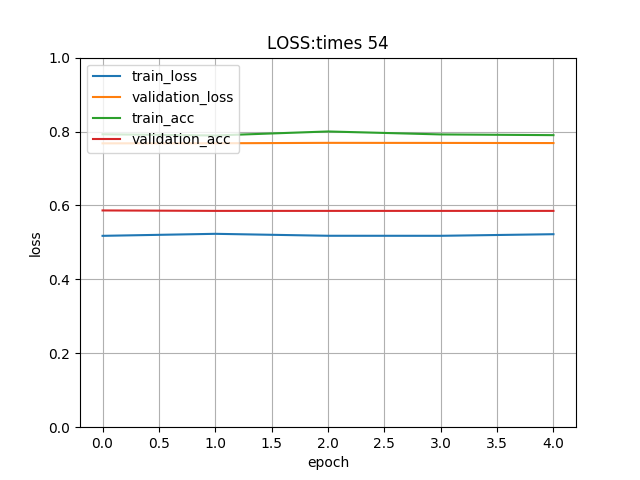 LOSS:times 54
train_loss
validation_loss
train_acc
validation_acc
loss
1.0
0.8
0.6
0.4
0.2
0.0
0.0 0.5 1.0 1.5 2.0 2.5 3.0 3.5 4.0
epoch